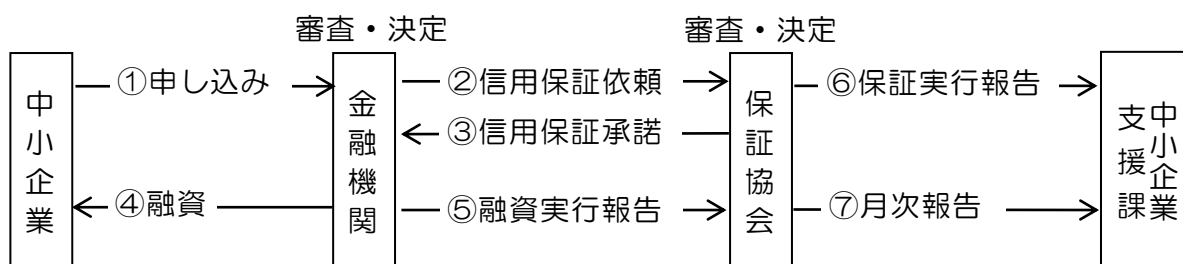 審査・決定
審査・決定
中小企業
①申し込み
④融資
金融機関
②信用保証依頼
③信用保証承諾
⑤融資実行報告
保証協会
⑥保証実行報告
⑦月次報告
中小企業
支援課